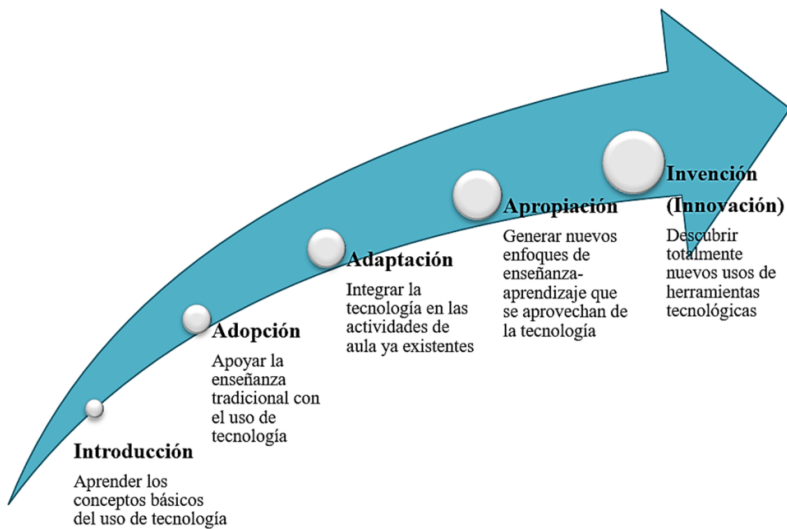 Introducción
Aprender los
conceptos básicos
del uso de tecnología
Adopción
Apoyar la
enseñanza
tradicional con
el uso de
tecnología
Adaptación
Integrar la
tecnología en las
actividades de
aula ya existentes
Apropiación
Generar nuevos
enfoques de
enseñanza-
aprendizaje que
se aprovechan de
la tecnología
Invención
(Innovación)
Descubrir
totalmente
nuevos usos de
herramientas
tecnológicas